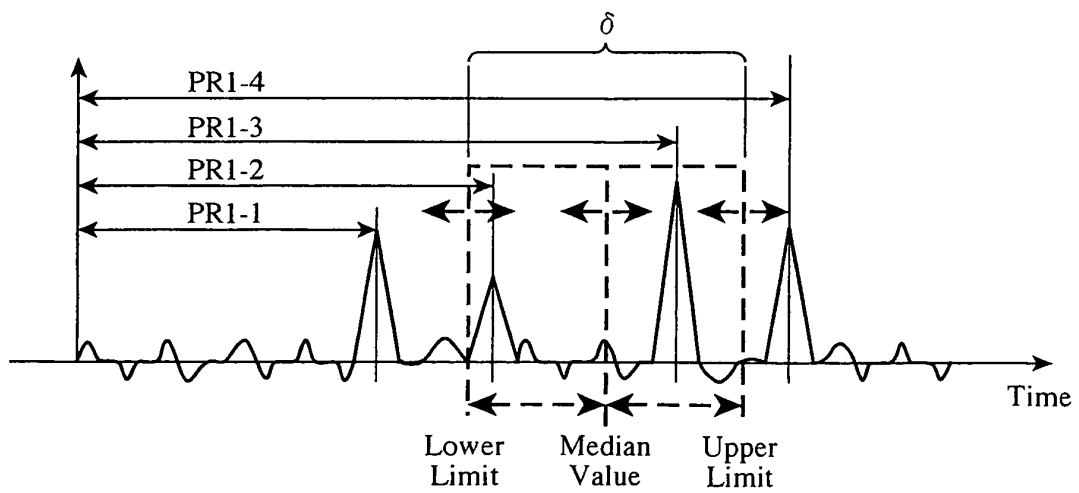 δ
PR1-4
PR1-3
PR1-2
PR1-1
Time
Lower
Limit
Median
Value
Upper
Limit